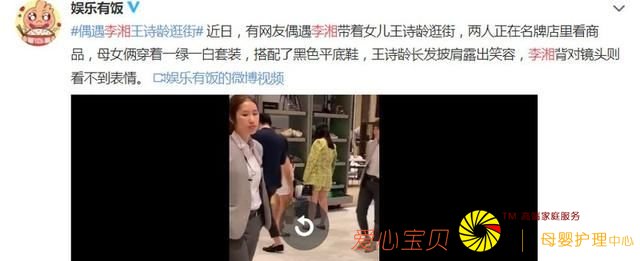 娱乐有饭
#偶遇李湘王诗龄逛街# 近日，有网友偶遇李湘带着女儿王诗龄逛街，两人正在名牌店里看商
品，母女俩穿着一绿一白套装，搭配了黑色平底鞋，王诗龄长发披肩露出笑容，李湘背对镜头则
看不到表情。 娱乐有饭的微博视频
TM 高端家庭服务
爱心宝贝 | 母婴护理中心